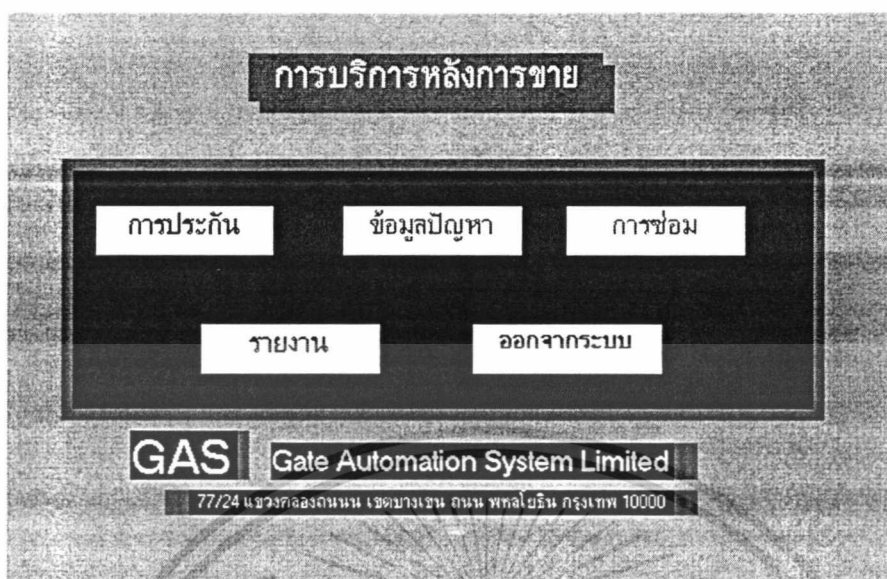 การบริการหลังการขาย
การประกัน ข้อมูลปัญหา การซ่อม
รายงาน ออกจากระบบ
GAS Gate Automation System Limited
77/24 แขวงคลองถนนน เขตบางเขน ถนน พหลโยธิน กรุงเทพ 10000